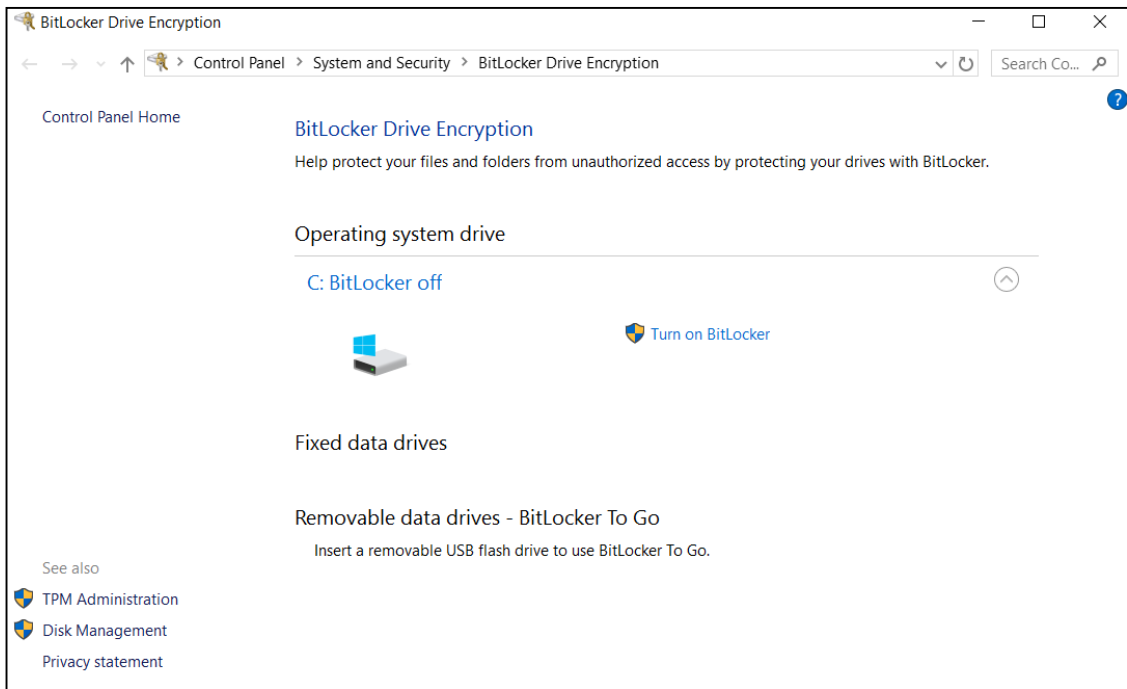 BitLocker Drive Encryption
Control Panel > System and Security > BitLocker Drive Encryption
Search Co...
?
Control Panel Home
BitLocker Drive Encryption
Help protect your files and folders from unauthorized access by protecting your drives with BitLocker.
Operating system drive
C: BitLocker off
Turn on BitLocker
Fixed data drives
Removable data drives - BitLocker To Go
Insert a removable USB flash drive to use BitLocker To Go.
See also
TPM Administration
Disk Management
Privacy statement